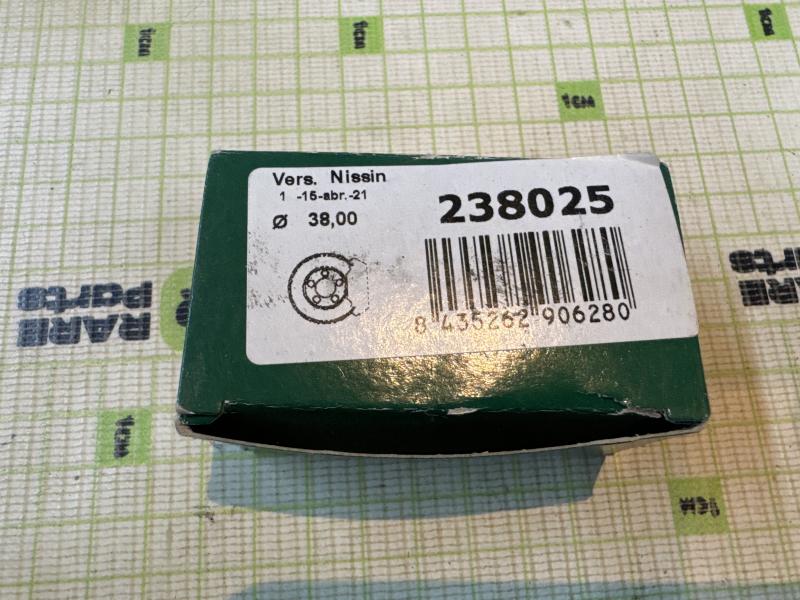 1cm
1cm
1cm
1cm
Vers. Nissin
1 -15-abr.-21
Ø 38,00
238025
8 435262 906280
RARE
Parts
RARE
Parts
1cm
1cm